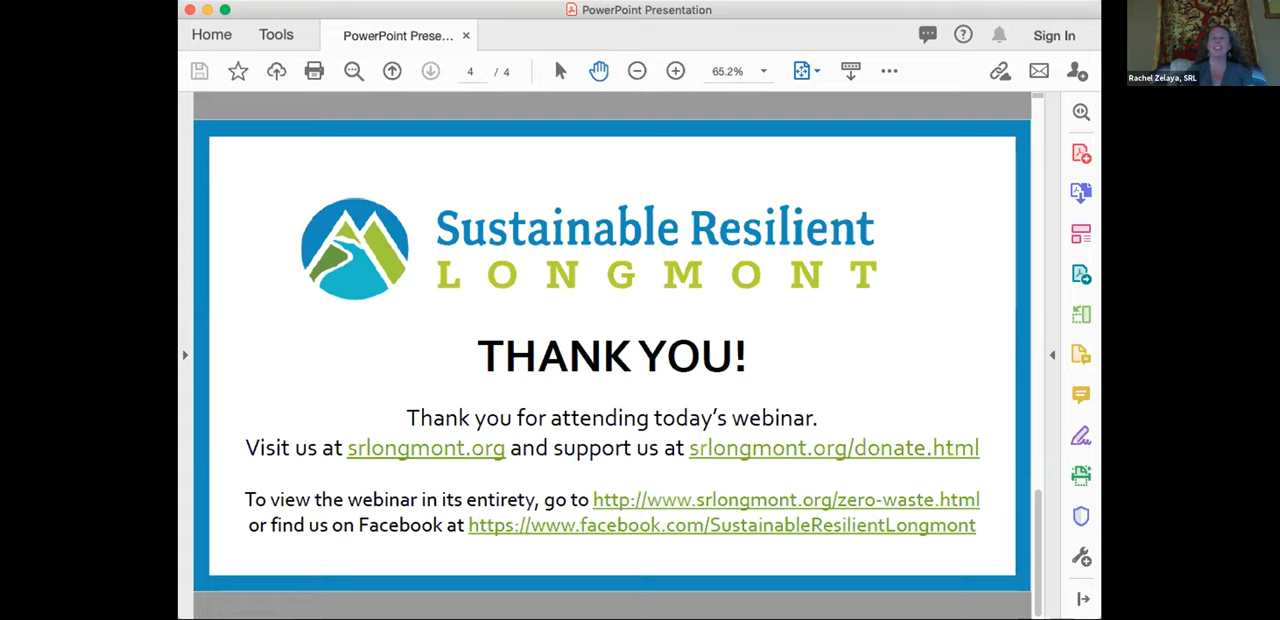 PowerPoint Presentation
Home
Tools
PowerPoint Prese... ×
Sign In
4 / 4
65.2%
Rachel Zelaya, SRL
Sustainable Resilient
LONGMONT
THANK YOU!
Thank you for attending today's webinar.
Visit us at srlongmont.org and support us at srlongmont.org/donate.html
To view the webinar in its entirety, go to http://www.srlongmont.org/zero-waste.html
or find us on Facebook at https://www.facebook.com/SustainableResilientLongmont